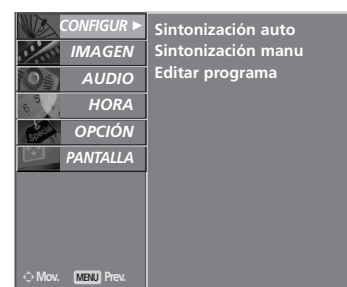 CONFIGUR ►
IMAGEN
AUDIO
HORA
OPCIÓN
PANTALLA
Sintonización auto
Sintonización manu
Editar programa
Mov. MENU Prev.